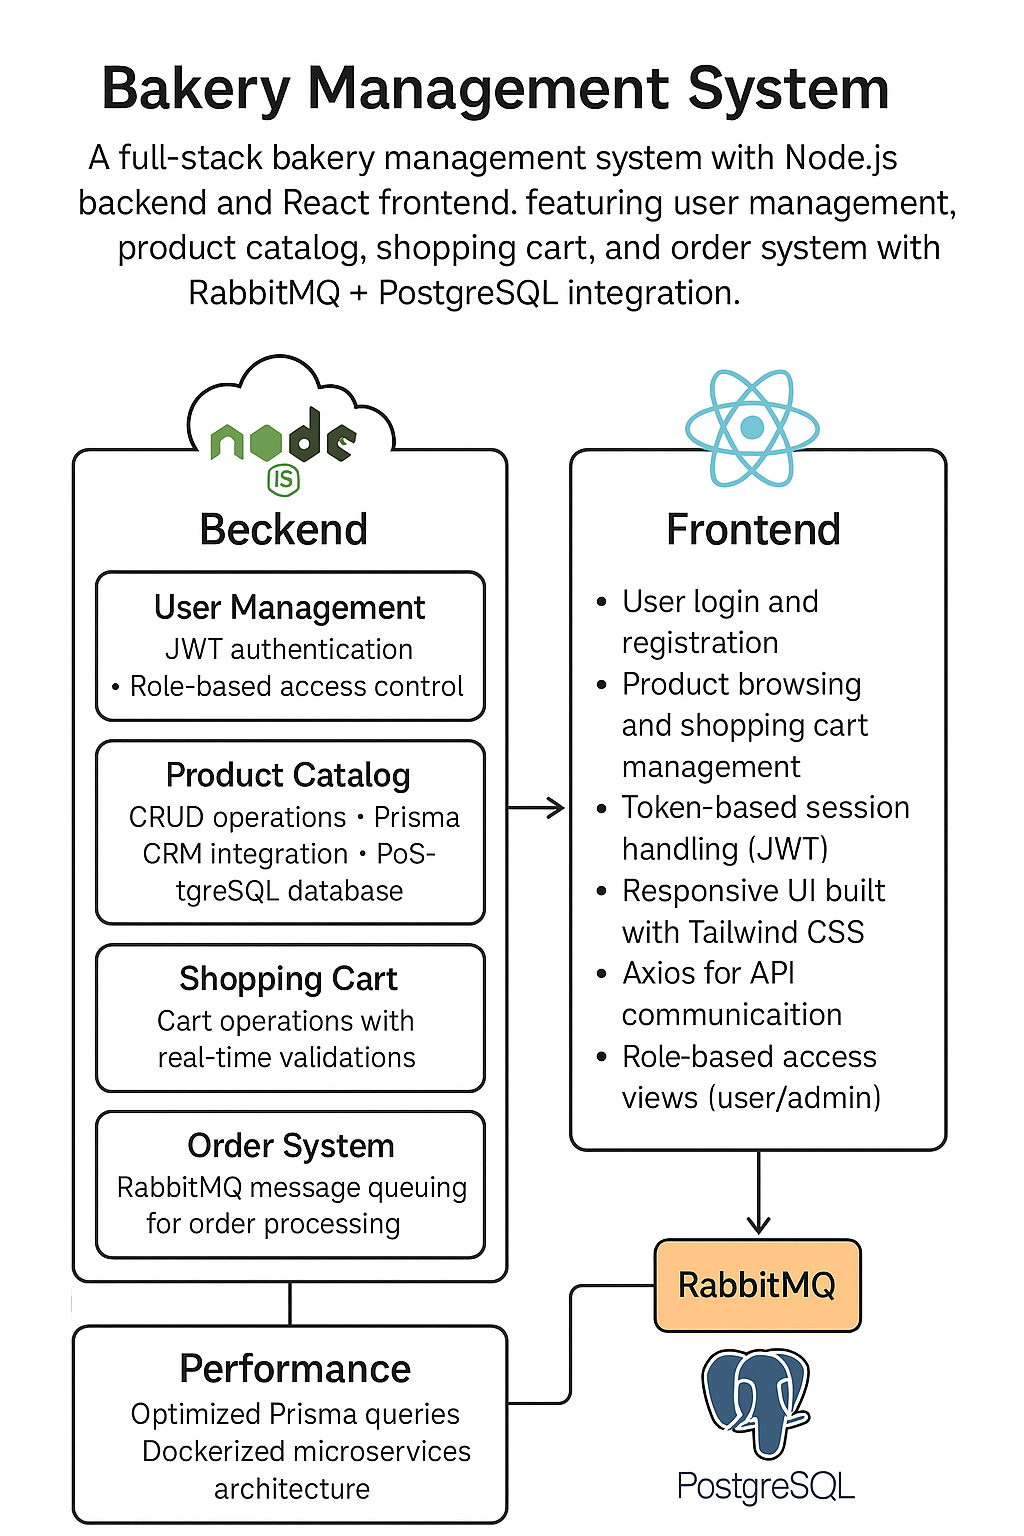 Bakery Management System
A full-stack bakery management system with Node.js
backend and React frontend. featuring user management,
product catalog, shopping cart, and order system with
RabbitMQ + PostgreSQL integration.
node
JS
Beckend
User Management
JWT authentication
• Role-based access control
Product Catalog
CRUD operations • Prisma
CRM integration • PoS-
tgreSQL database
Shopping Cart
Cart operations with
real-time validations
Order System
RabbitMQ message queuing
for order processing
Performance
Optimized Prisma queries
Dockerized microservices
architecture
Frontend
• User login and
registration
• Product browsing
and shopping cart
management
• Token-based session
handling (JWT)
• Responsive UI built
with Tailwind CSS
• Axios for API
communicaition
• Role-based access
views (user/admin)
RabbitMQ
PostgreSQL